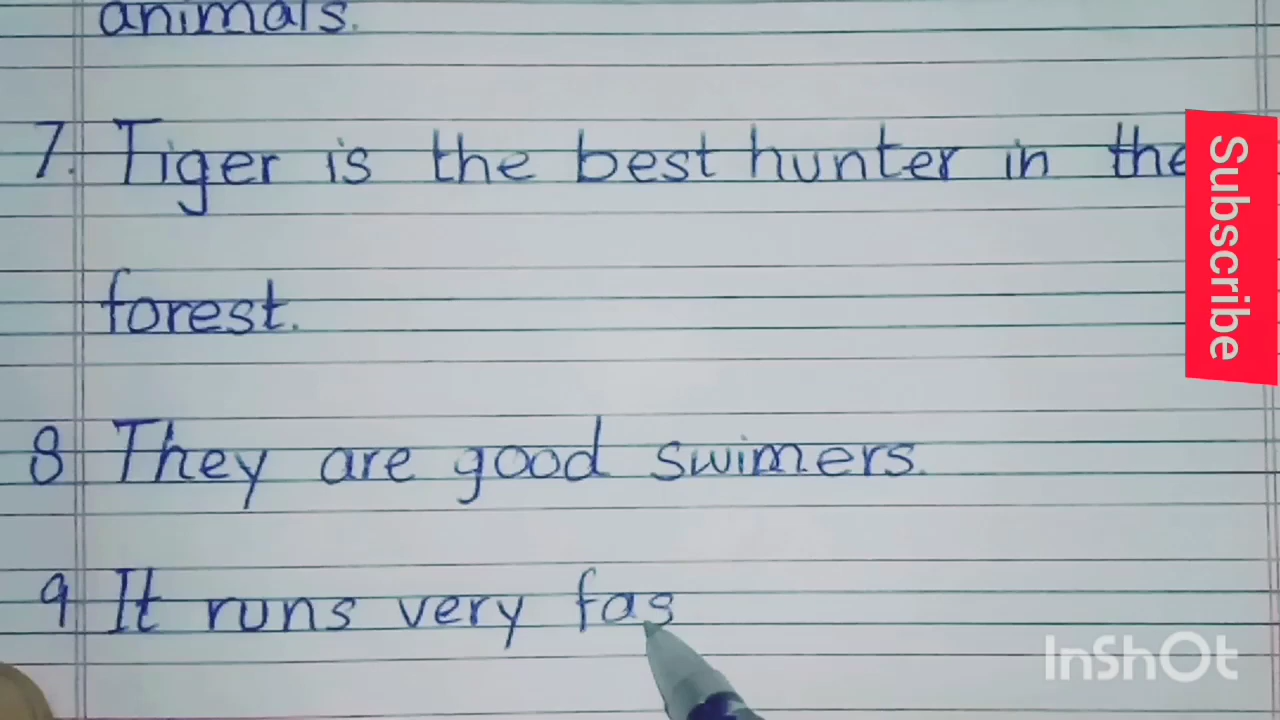 animals.
7. Tiger is the best hunter in the
forest.
8 They are good swimers.
9 It runs very fas
Subscribe
InShOt